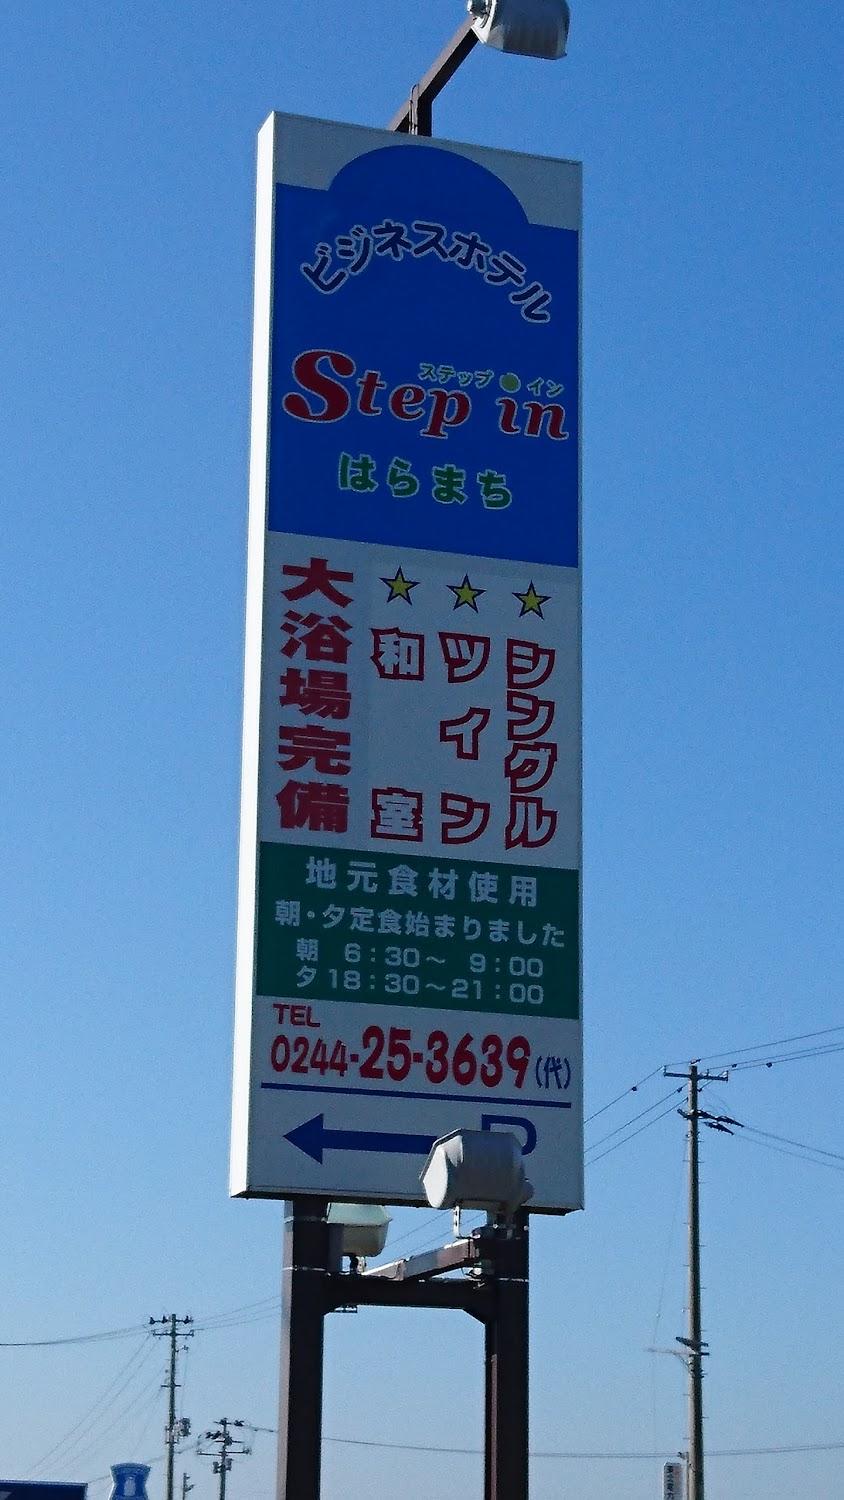 ビジネスホテル
ステップ・イン
Step in
はらまち
シングル
ツイン
和室
大浴場完備
地元食材使用
朝・夕定食始まりました
朝 6:30～ 9:00
夕18:30～21:00
TEL
0244-25-3639(代)
P